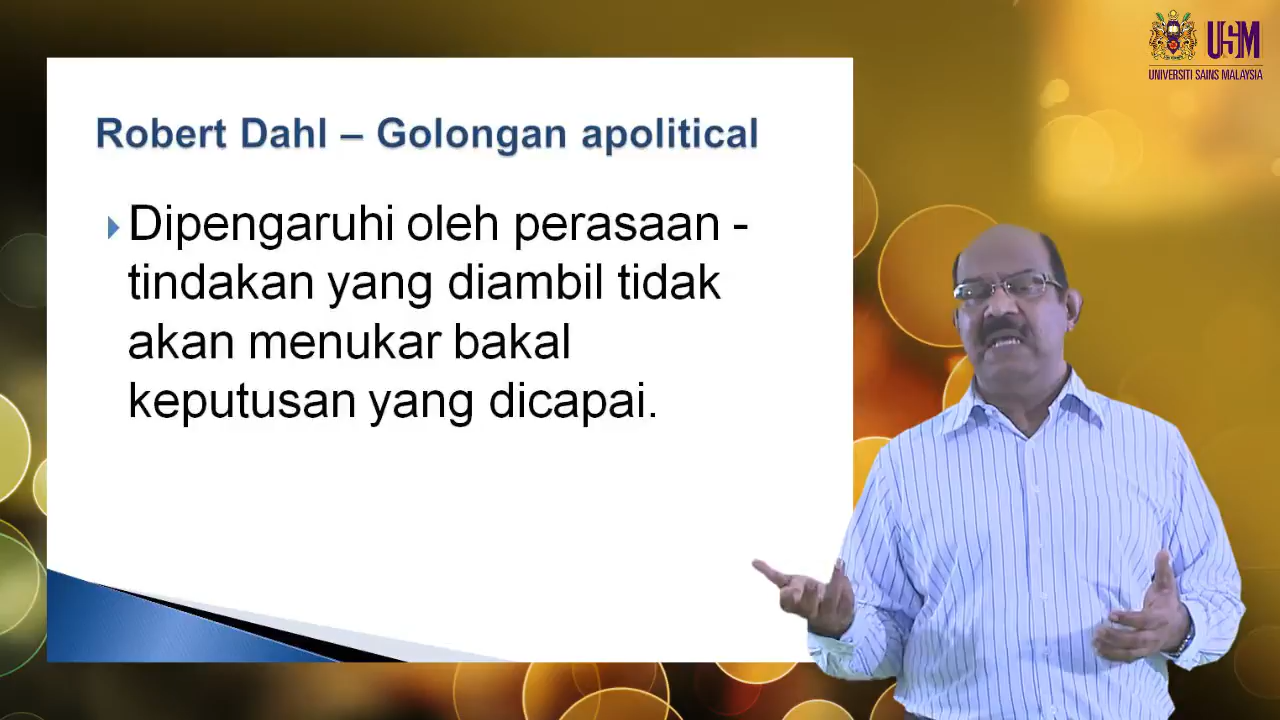 USM
UNIVERSITI SAINS MALAYSIA
Robert Dahl – Golongan apolitical
Dipengaruhi oleh perasaan -
tindakan yang diambil tidak
akan menukar bakal
keputusan yang dicapai.